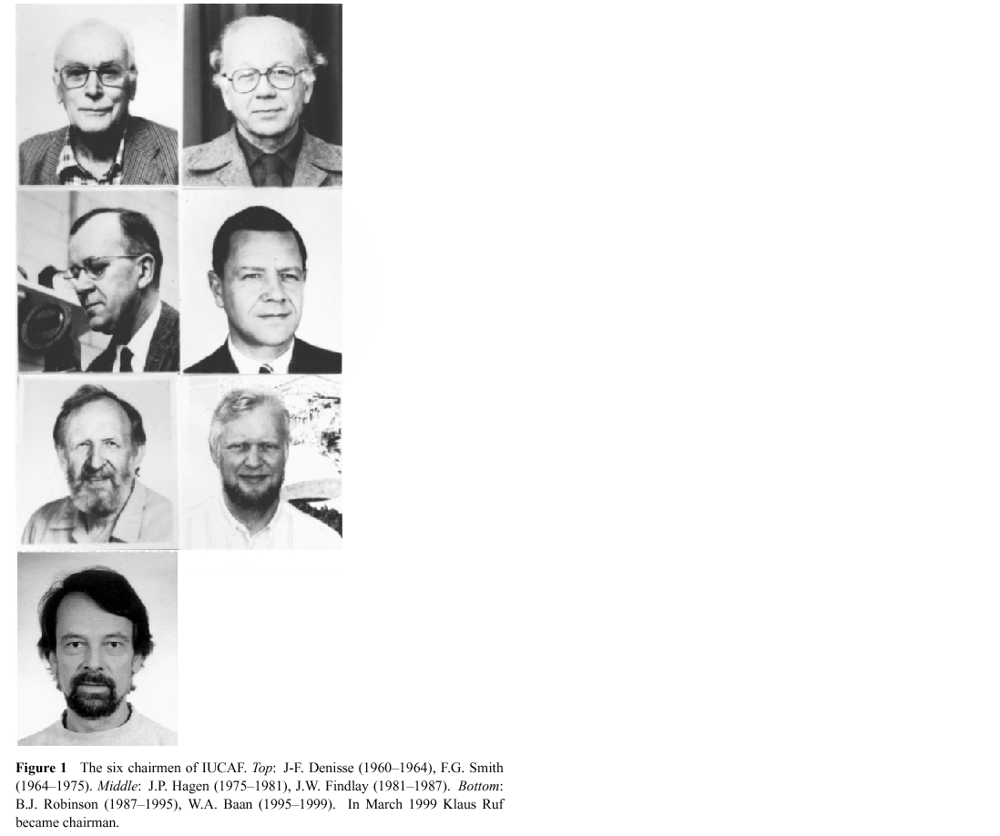 Figure 1 The six chairmen of IUCAF. Top: J-F. Denisse (1960–1964), F.G. Smith
(1964–1975). Middle: J.P. Hagen (1975–1981), J.W. Findlay (1981–1987). Bottom:
B.J. Robinson (1987–1995), W.A. Baan (1995–1999). In March 1999 Klaus Ruf
became chairman.